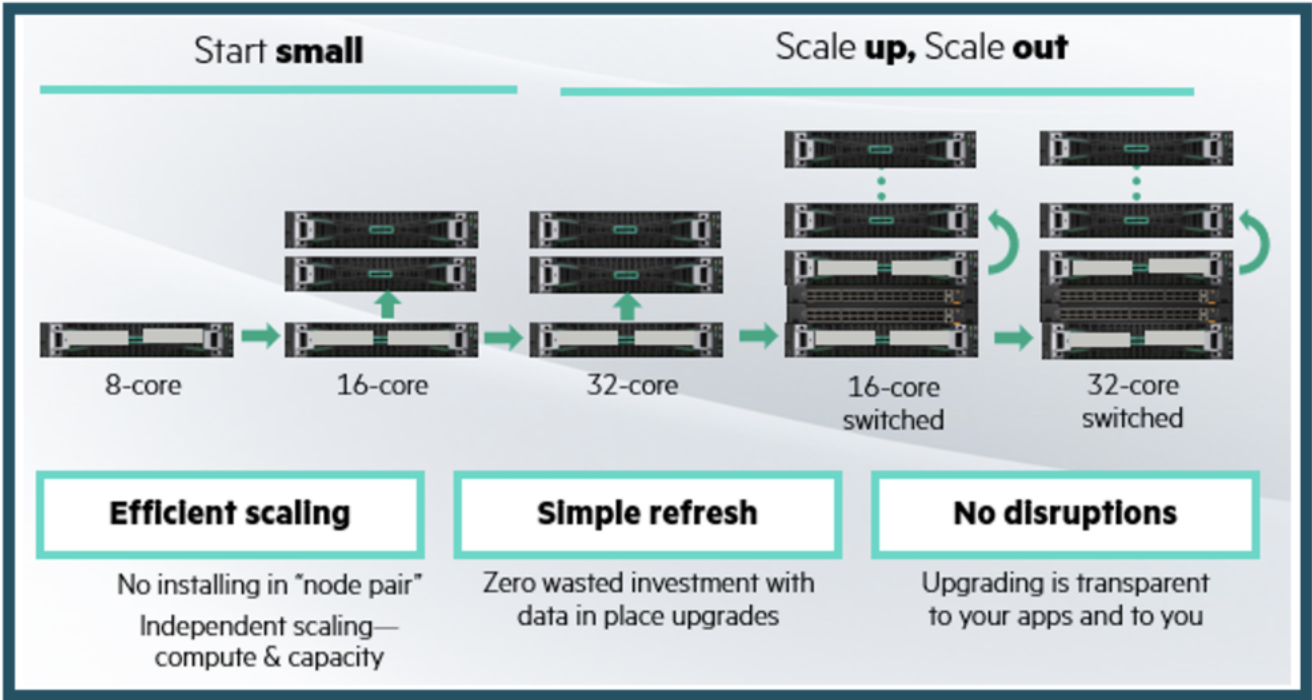 Start small
Scale up, Scale out
8-core
16-core
32-core
16-core
switched
32-core
switched
Efficient scaling
No installing in “node pair”
Independent scaling—
compute & capacity
Simple refresh
Zero wasted investment with
data in place upgrades
No disruptions
Upgrading is transparent
to your apps and to you